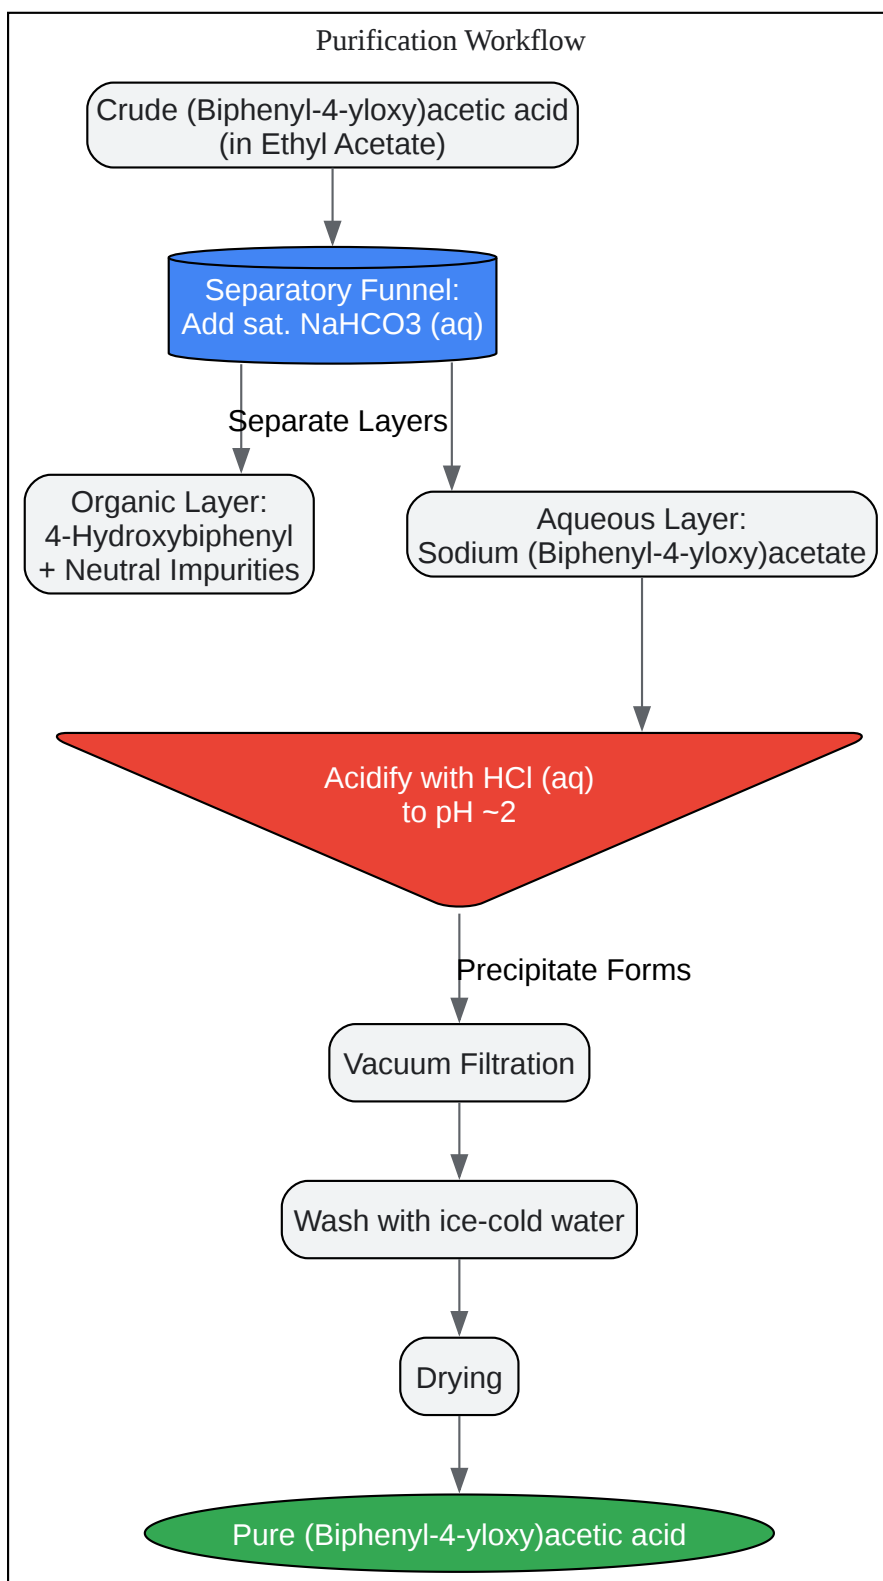 Purification Workflow
Crude (Biphenyl-4-yloxy)acetic acid
(in Ethyl Acetate)
Separatory Funnel:
Add sat. NaHCO3 (aq)
Separate Layers
Organic Layer:
4-Hydroxybiphenyl
+ Neutral Impurities
Aqueous Layer:
Sodium (Biphenyl-4-yloxy)acetate
Acidify with HCl (aq)
to pH ~2
Precipitate Forms
Vacuum Filtration
Wash with ice-cold water
Drying
Pure (Biphenyl-4-yloxy)acetic acid